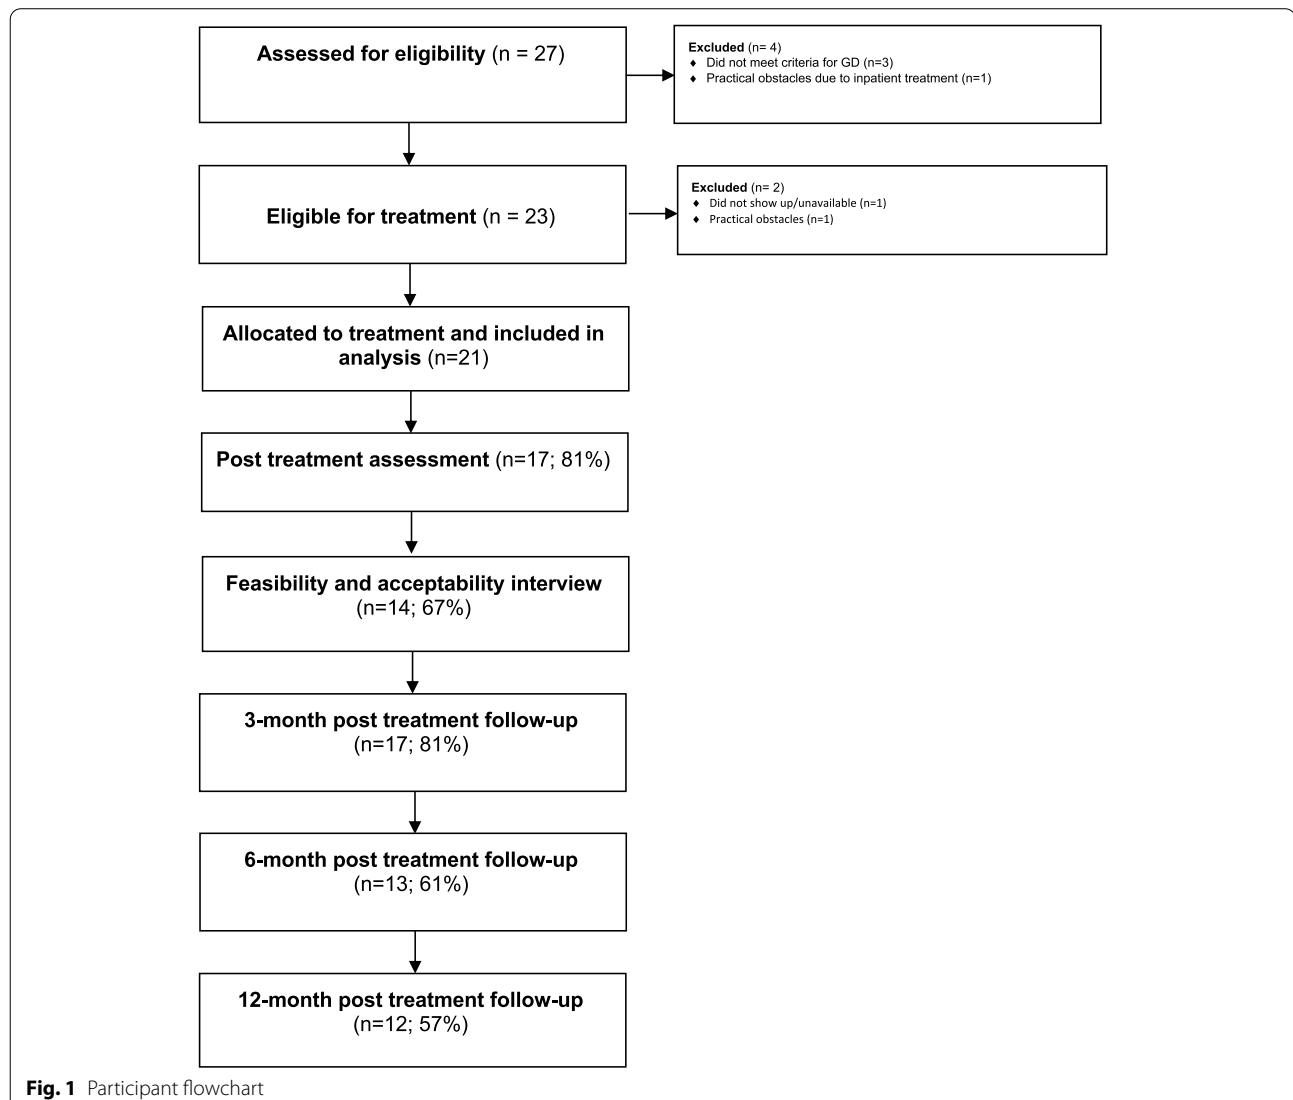 Assessed for eligibility (n = 27)
Excluded (n= 4)
♦ Did not meet criteria for GD (n=3)
♦ Practical obstacles due to inpatient treatment (n=1)
Eligible for treatment (n = 23)
Excluded (n= 2)
♦ Did not show up/unavailable (n=1)
♦ Practical obstacles (n=1)
Allocated to treatment and included in
analysis (n=21)
Post treatment assessment (n=17; 81%)
Feasibility and acceptability interview
(n=14; 67%)
3-month post treatment follow-up
(n=17; 81%)
6-month post treatment follow-up
(n=13; 61%)
12-month post treatment follow-up
(n=12; 57%)
Fig. 1 Participant flowchart